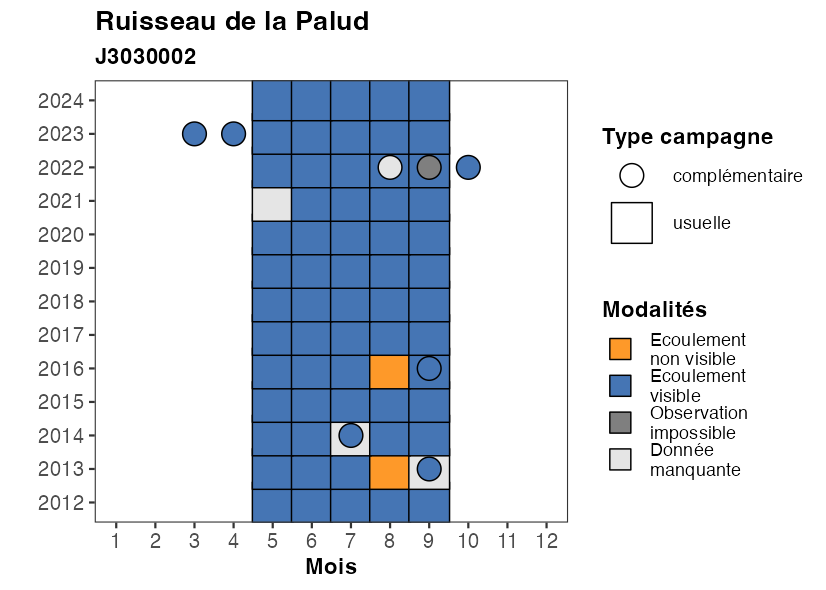 Ruisseau de la Palud
J3030002
2024
2023
2022
2021
2020
2019
2018
2017
2016
2015
2014
2013
2012
1 2 3 4 5 6 7 8 9 10 11 12
Mois
Type campagne
complémentaire
usuelle
Modalités
Ecoulement
non visible
Ecoulement
visible
Observation
impossible
Donnée
manquante